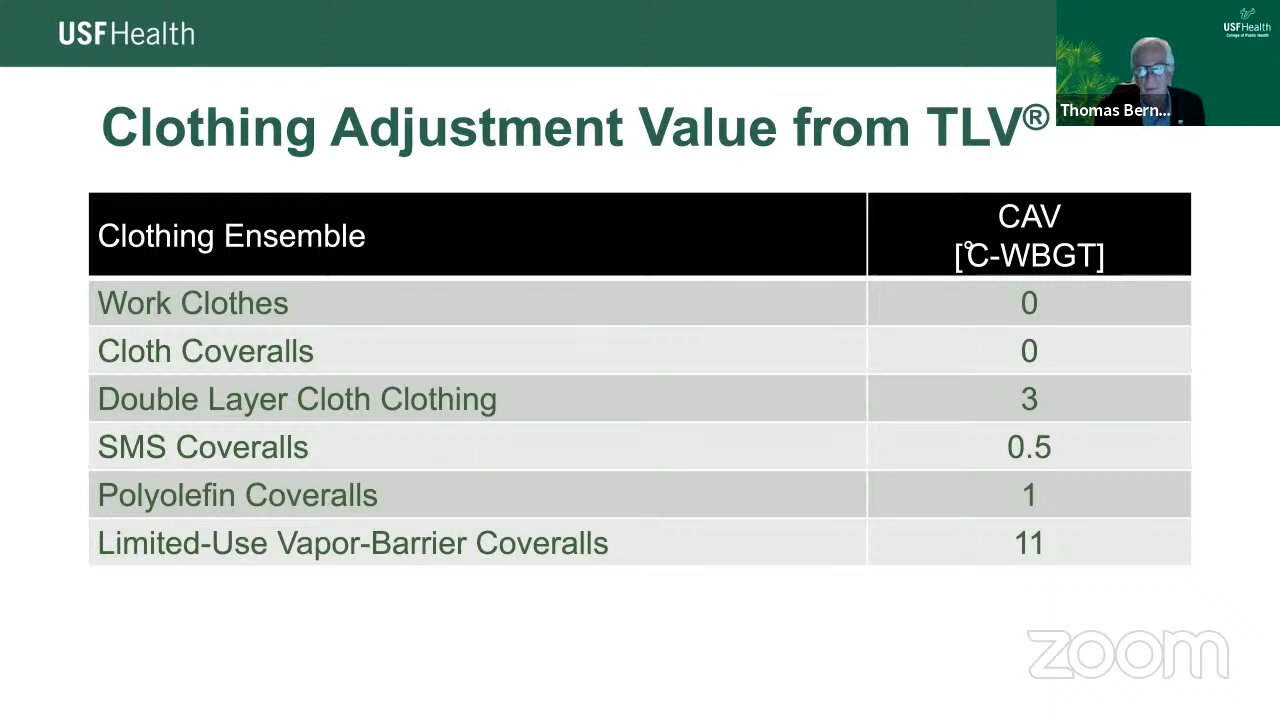 USF Health
USF Health
College of Public Health
Thomas Bern...
Clothing Adjustment Value from TLV®
Clothing Ensemble
CAV
[°C-WBGT]
Work Clothes 0
Cloth Coveralls 0
Double Layer Cloth Clothing 3
SMS Coveralls 0.5
Polyolefin Coveralls 1
Limited-Use Vapor-Barrier Coveralls 11
zoom